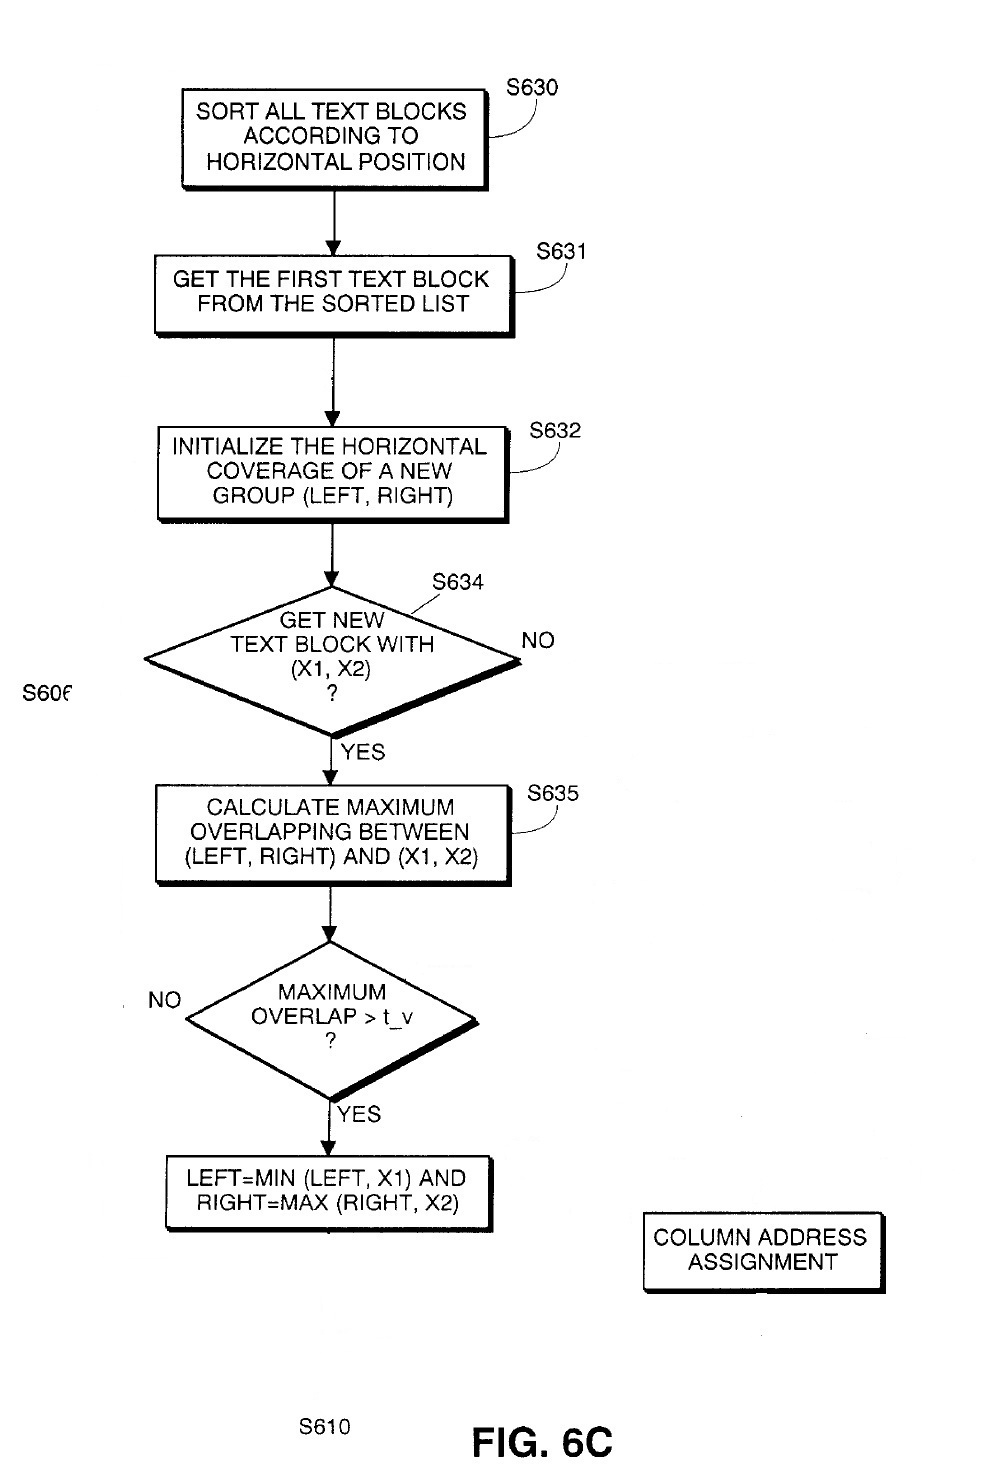 S630
SORT ALL TEXT BLOCKS
ACCORDING TO
HORIZONTAL POSITION
S631
GET THE FIRST TEXT BLOCK
FROM THE SORTED LIST
S632
INITIALIZE THE HORIZONTAL
COVERAGE OF A NEW
GROUP (LEFT, RIGHT)
S634
GET NEW
TEXT BLOCK WITH
(X1, X2)
?
NO
S606
YES
S635
CALCULATE MAXIMUM
OVERLAPPING BETWEEN
(LEFT, RIGHT) AND (X1, X2)
NO
MAXIMUM
OVERLAP > t_v
?
YES
LEFT=MIN (LEFT, X1) AND
RIGHT=MAX (RIGHT, X2)
COLUMN ADDRESS
ASSIGNMENT
S610
FIG. 6C